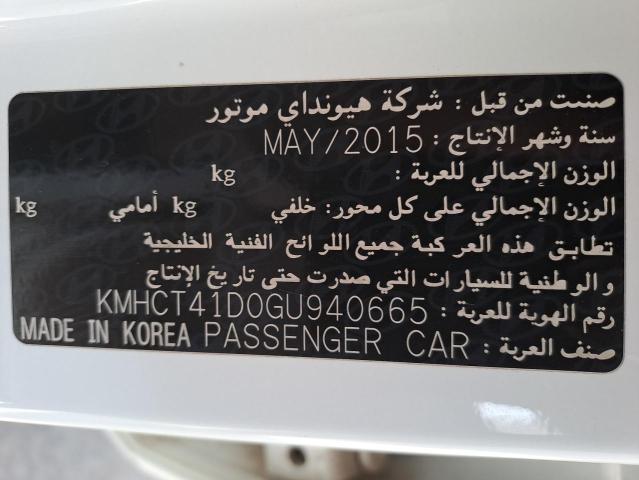 صنعت من قبل : شركة هيونداي موتور
سنة وشهر الإنتاج : MAY/2015
الوزن الإجمالي للعربة : kg
الوزن الإجمالي على كل محور: خلفي kg أمامي kg
تطابق هذه المركبة جميع اللوائح الفنية الخليجية
والوطنية للسيارات التي صدرت حتى تاريخ الإنتاج
رقم الهوية للعربة : KMHCT41D0GU940665
صنف العربة : PASSENGER CAR MADE IN KOREA